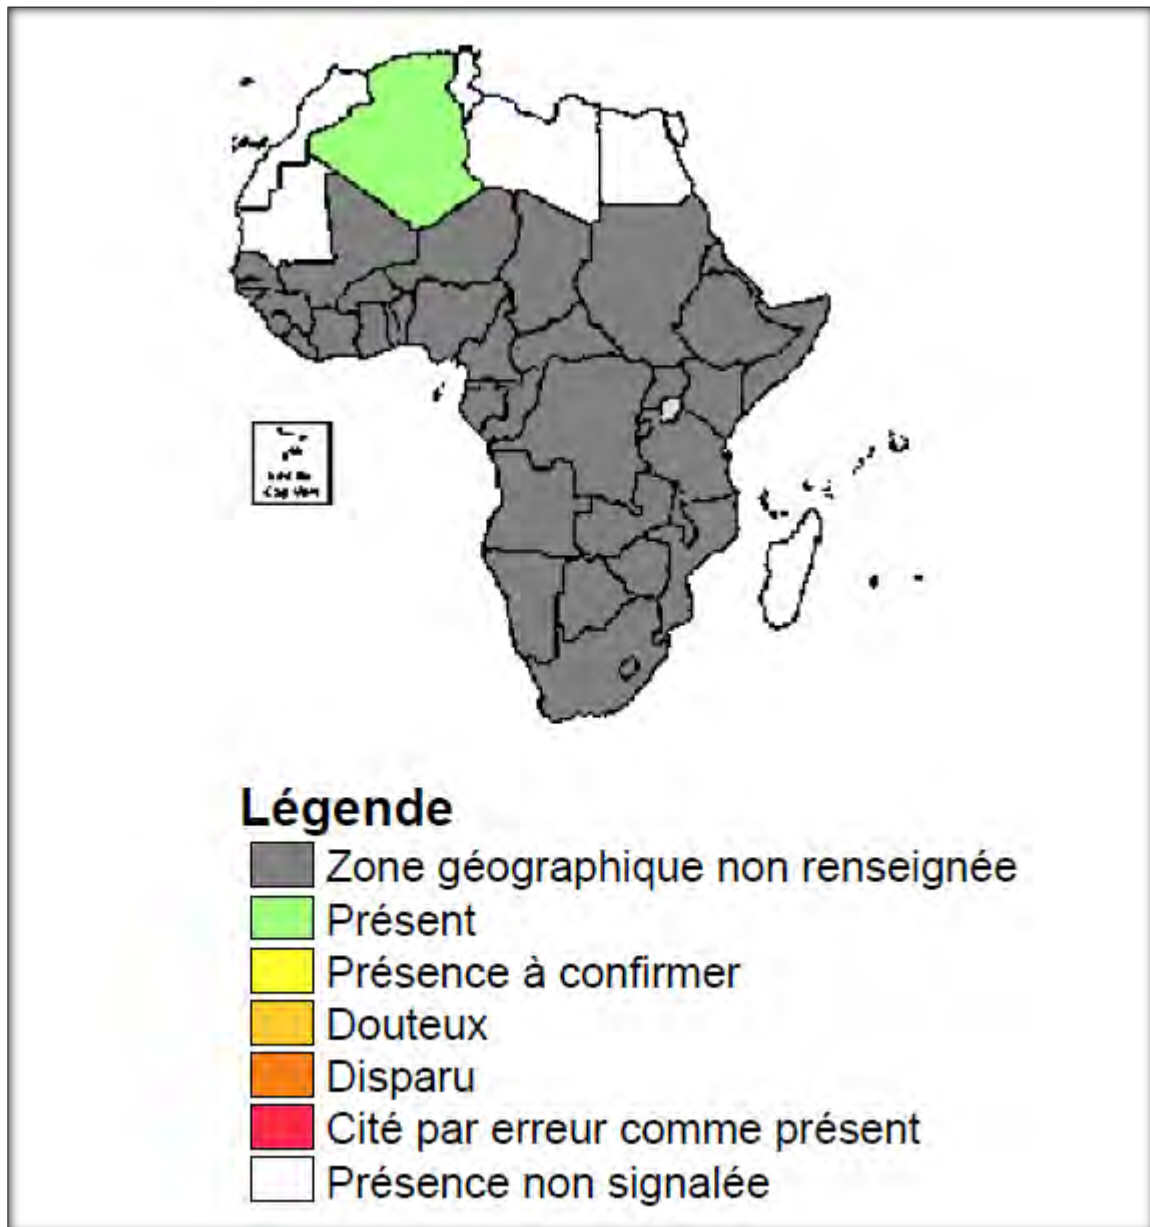 Légende
Zone géographique non renseignée
Présent
Présence à confirmer
Douteux
Disparu
Cité par erreur comme présent
Présence non signalée